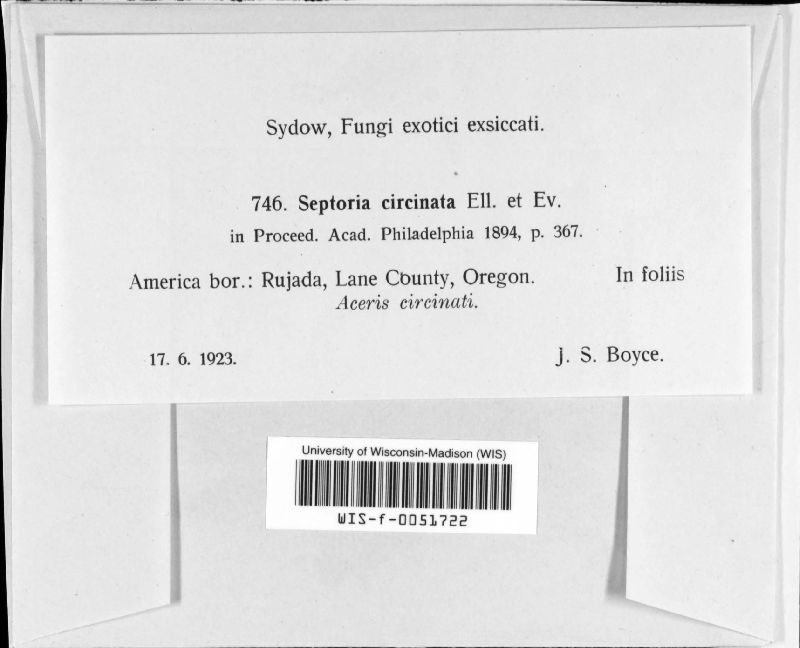 Sydow, Fungi exotici exsiccati.
746. Septoria circinata Ell. et Ev.
in Proceed. Acad. Philadelphia 1894, p. 367.
America bor.: Rujada, Lane County, Oregon. In foliis
Aceris circinati.
17. 6. 1923. J. S. Boyce.
University of Wisconsin-Madison (WIS)
WIS-f-0051722